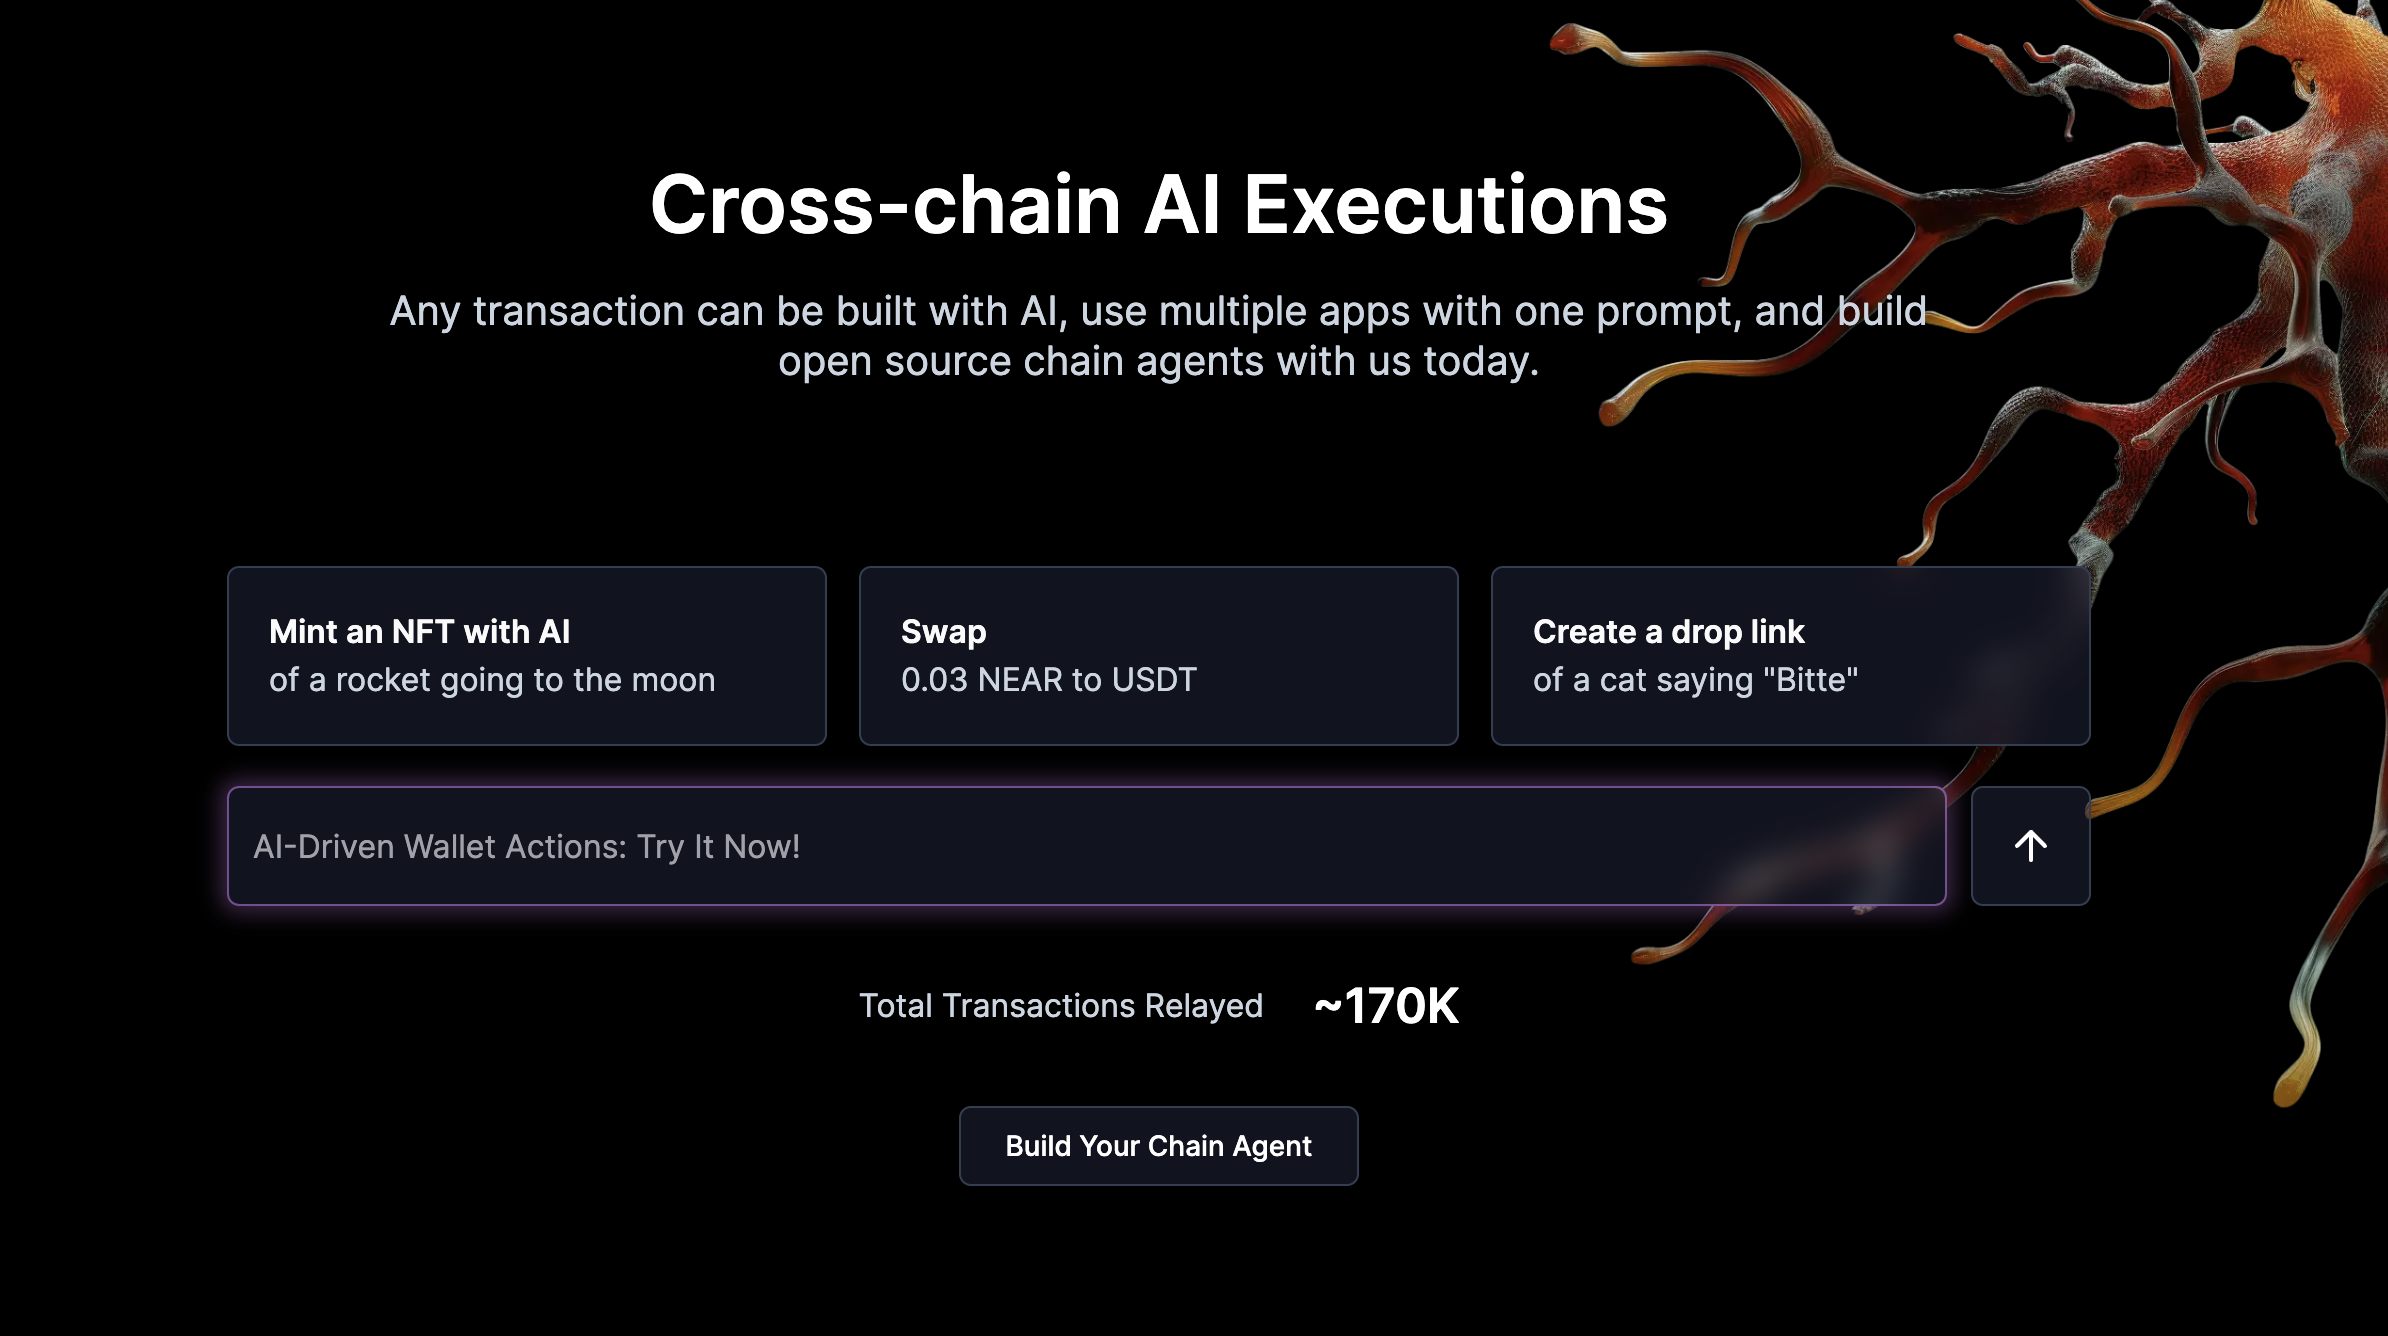 Cross-chain AI Executions
Any transaction can be built with AI, use multiple apps with one prompt, and build
open source chain agents with us today.
Mint an NFT with AI
of a rocket going to the moon
Swap
0.03 NEAR to USDT
Create a drop link
of a cat saying "Bitte"
AI-Driven Wallet Actions: Try It Now!
Total Transactions Relayed ~170K
Build Your Chain Agent